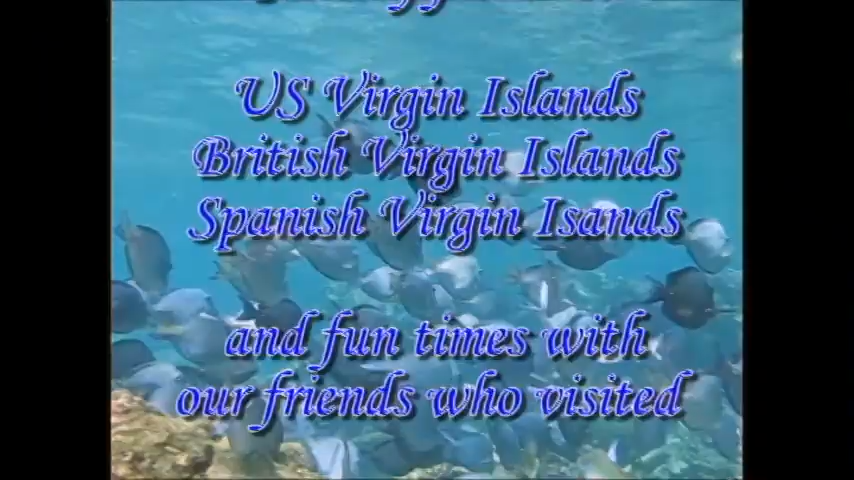 US Virgin Islands
British Virgin Islands
Spanish Virgin Isands
and fun times with
our friends who visited